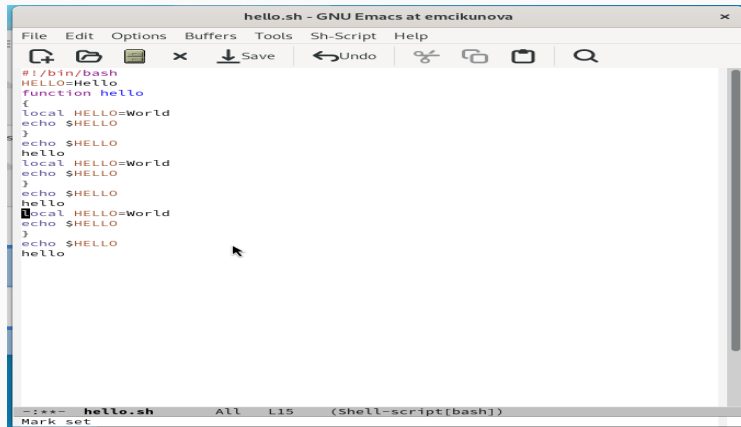 hello.sh - GNU Emacs at emcikunova ×
File Edit Options Buffers Tools Sh-Script Help
Save Undo
#!/bin/bash
HELLO=Hello
function hello
{
local HELLO=World
echo $HELLO
}
echo $HELLO
hello
local HELLO=World
echo $HELLO
}
echo $HELLO
hello
local HELLO=World
echo $HELLO
}
echo $HELLO
hello
-:**- hello.sh All L15 (Shell-script[bash])
Mark set